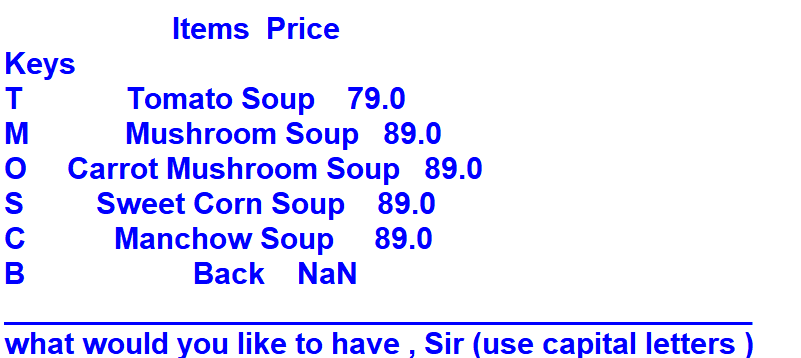 Items Price
Keys
T Tomato Soup 79.0
M Mushroom Soup 89.0
O Carrot Mushroom Soup 89.0
S Sweet Corn Soup 89.0
C Manchow Soup 89.0
B Back NaN
what would you like to have , Sir (use capital letters )